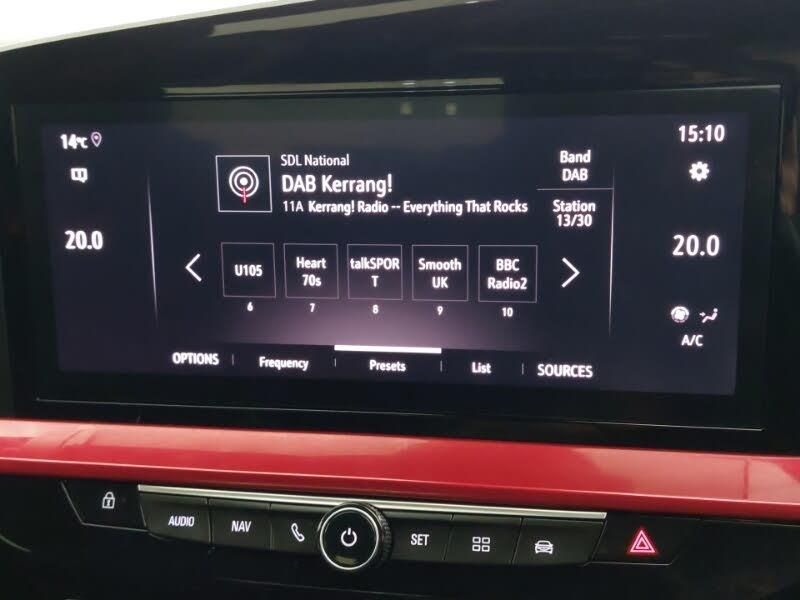 14°C
15:10
SDL National
DAB Kerrang!
11A Kerrang! Radio -- Everything That Rocks
Band
DAB
Station
13/30
20.0
20.0
U105
Heart
70s
talkSPOR
T
Smooth
UK
BBC
Radio2
6
7
8
9
10
A/C
OPTIONS
Frequency
Presets
List
SOURCES
AUDIO
NAV
SET